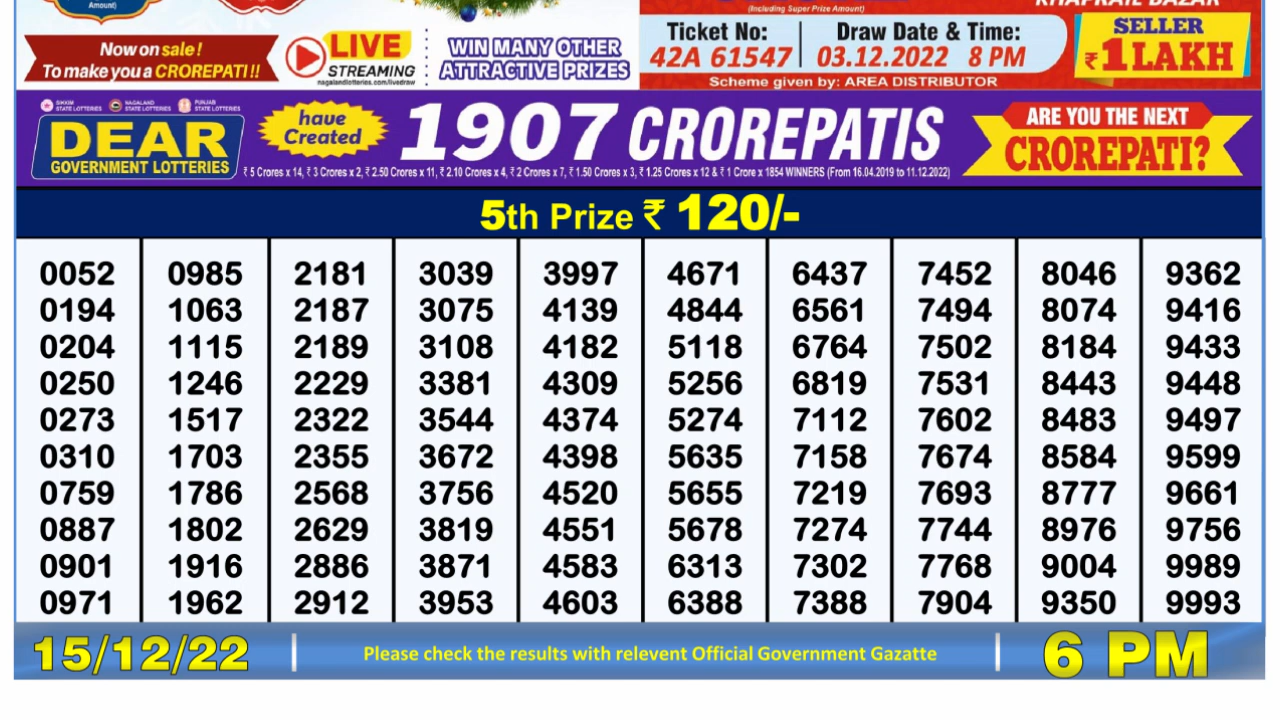 Amount)
(Including Super Prize Amount)
KHAPRAIL BAZAR
Now on sale!
To make you a CROREPATI!!
LIVE
STREAMING
nagalandlotteries.com/livedraw
WIN MANY OTHER
ATTRACTIVE PRIZES
Ticket No:
42A 61547
Draw Date & Time:
03.12.2022 8 PM
SELLER
₹1 LAKH
Scheme given by: AREA DISTRIBUTOR
SIKKIM STATE LOTTERIES NAGALAND STATE LOTTERIES PUNJAB STATE LOTTERIES
DEAR
GOVERNMENT LOTTERIES
have
Created
1907 CROREPATIS
₹ 5 Crores x 14, ₹ 3 Crores x 2, ₹ 2.50 Crores x 11, ₹ 2.10 Crores x 4, ₹ 2 Crores x 7, ₹ 1.50 Crores x 3, ₹ 1.25 Crores x 12 & ₹ 1 Crore x 1854 WINNERS (From 16.04.2019 to 11.12.2022)
ARE YOU THE NEXT
CROREPATI?
5th Prize ₹ 120/-
0052 0985 2181 3039 3997 4671 6437 7452 8046 9362
0194 1063 2187 3075 4139 4844 6561 7494 8074 9416
0204 1115 2189 3108 4182 5118 6764 7502 8184 9433
0250 1246 2229 3381 4309 5256 6819 7531 8443 9448
0273 1517 2322 3544 4374 5274 7112 7602 8483 9497
0310 1703 2355 3672 4398 5635 7158 7674 8584 9599
0759 1786 2568 3756 4520 5655 7219 7693 8777 9661
0887 1802 2629 3819 4551 5678 7274 7744 8976 9756
0901 1916 2886 3871 4583 6313 7302 7768 9004 9989
0971 1962 2912 3953 4603 6388 7388 7904 9350 9993
15/12/22
Please check the results with relevent Official Government Gazatte
6 PM